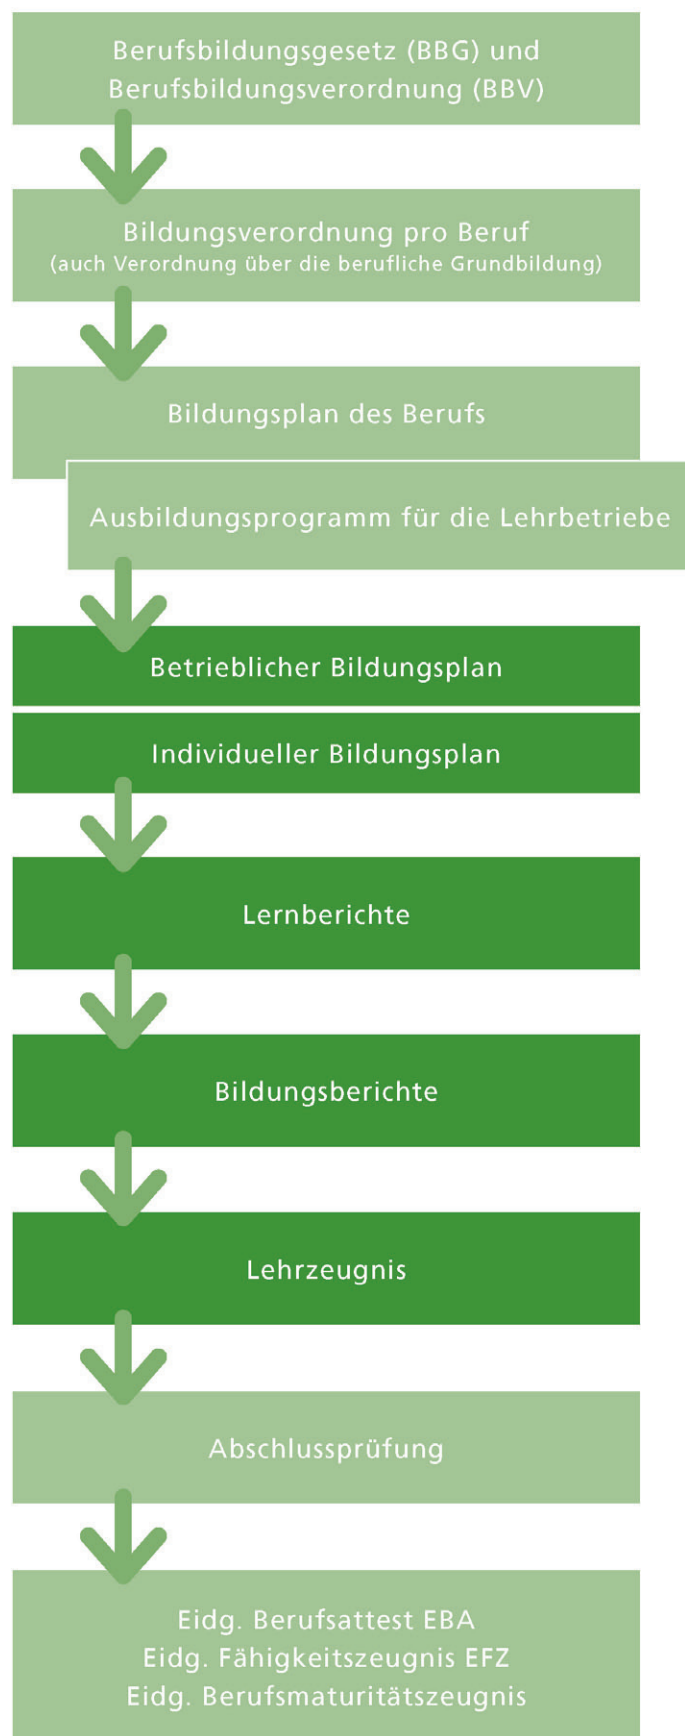 Berufsbildungsgesetz (BBG) und
Berufsbildungsverordnung (BBV)
Bildungsverordnung pro Beruf
(auch Verordnung über die berufliche Grundbildung)
Bildungsplan des Berufs
Ausbildungsprogramm für die Lehrbetriebe
Betrieblicher Bildungsplan
Individueller Bildungsplan
Lernberichte
Bildungsberichte
Lehrzeugnis
Abschlussprüfung
Eidg. Berufsattest EBA
Eidg. Fähigkeitszeugnis EFZ
Eidg. Berufsmaturitätszeugnis